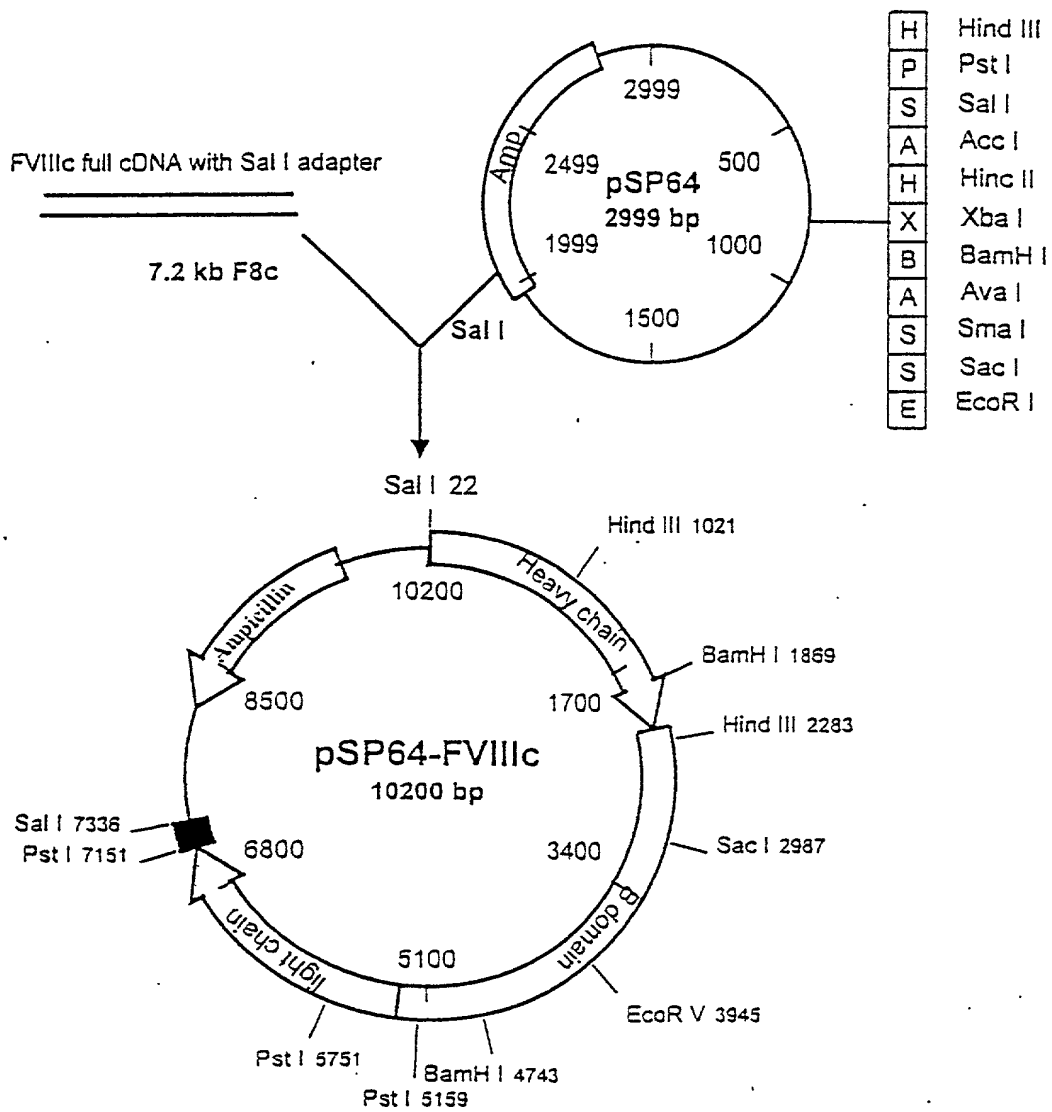 FVIIIc full cDNA with Sal I adapter
7.2 kb F8c
Sal I
Amp
2999
500
1000
1500
1999
2499
pSP64
2999 bp
H Hind III
P Pst I
S Sal I
A Acc I
H Hinc II
X Xba I
B BamH I
A Ava I
S Sma I
S Sac I
E EcoR I
Sal I 22
Hind III 1021
Heavy chain
BamH I 1869
Hind III 2283
Sac I 2987
B domain
EcoR V 3945
BamH I 4743
Pst I 5159
Pst I 5751
light chain
Pst I 7151
Sal I 7336
Ampicillin
10200
1700
3400
5100
6800
8500
pSP64-FVIIIc
10200 bp